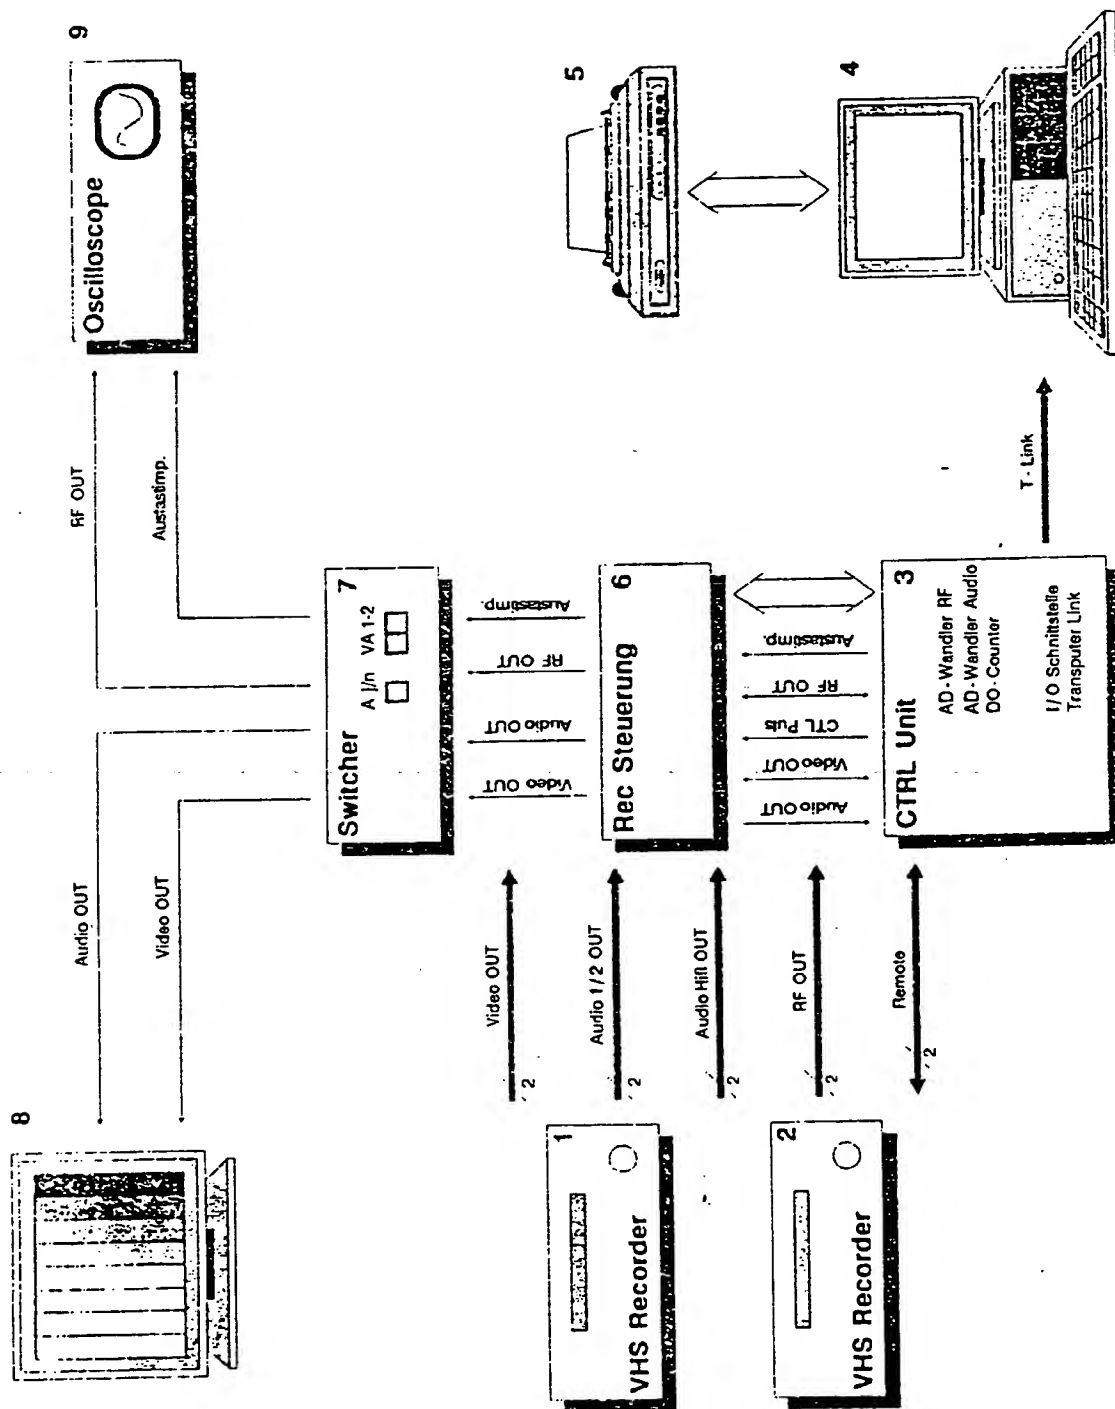 8
Audio OUT
Video OUT
RF OUT
Austastimp.
9
Oscilloscope
Switcher
7
A j/n
VA 1-2
Video OUT
Audio OUT
RF OUT
Austastimp.
1
VHS Recorder
2
VHS Recorder
Video OUT
2
Audio 1/2 OUT
2
Audio Hifi OUT
2
RF OUT
2
Remote
2
Rec Steuerung
6
Audio OUT
Video OUT
CTL Puls
RF OUT
Austastimp.
CTRL Unit
3
AD-Wandler RF
AD-Wandler Audio
DO-Counter
I/O Schnittstelle
Transputer Link
T-Link
5
4